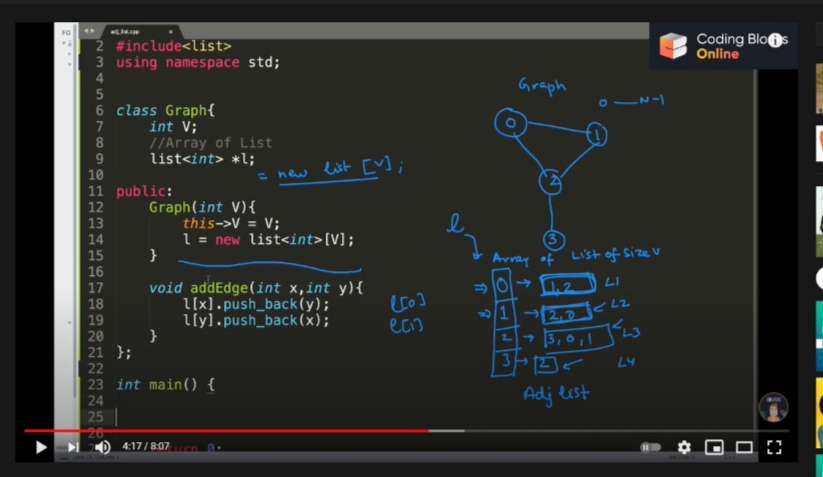 adj_list.cpp
2 #include<list>
3 using namespace std;
4
5
6 class Graph{
7 int V;
8 //Array of List
9 list<int> *l;
= new list [V];
10
11 public:
12 Graph(int V){
13 this->V = V;
14 l = new list<int>[V];
15 }
16
17 void addEdge(int x,int y){
18 l[x].push_back(y);
19 l[y].push_back(x);
20 }
21 };
22
23 int main() {
24
25
26
return 0;
Coding Blocks
Online
Graph
0 — N-1
0
1
2
3
l
Array of List of size V
0 → 1,2 L1
1 → 2,0 L2
2 → 3,0,1 L3
3 → 2 L4
Adj list
l[0]
l[1]
4:17 / 8:07